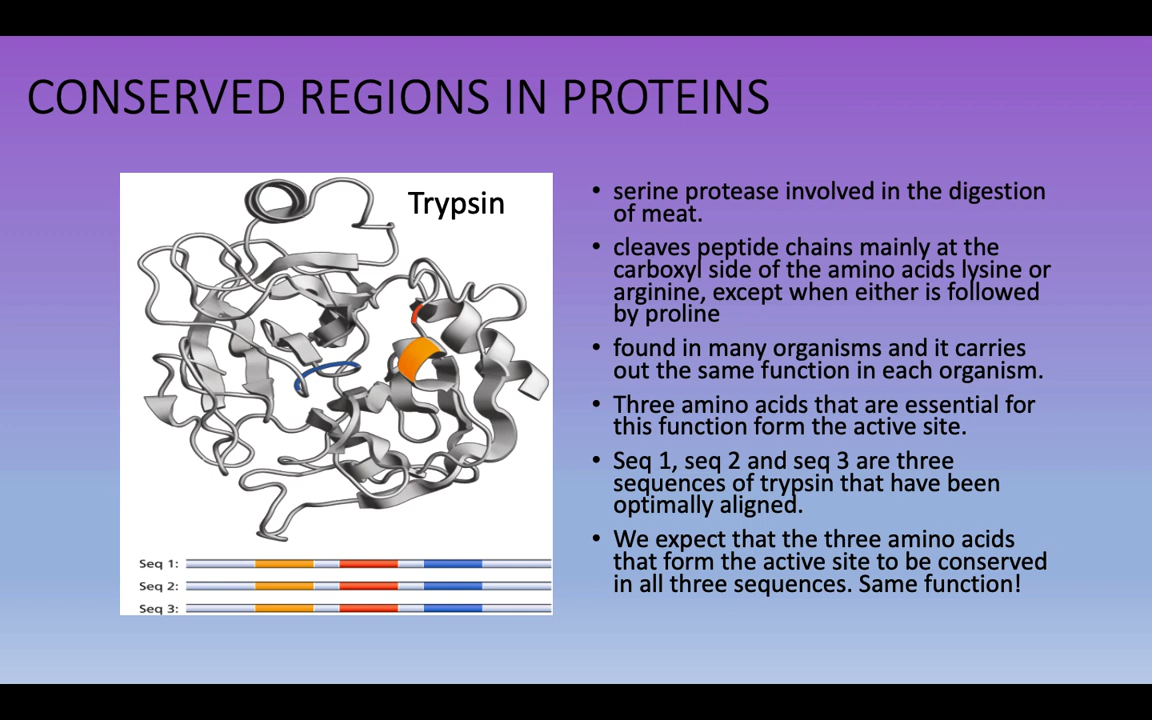 CONSERVED REGIONS IN PROTEINS
Trypsin
Seq 1:
Seq 2:
Seq 3:
• serine protease involved in the digestion
of meat.
• cleaves peptide chains mainly at the
carboxyl side of the amino acids lysine or
arginine, except when either is followed
by proline
• found in many organisms and it carries
out the same function in each organism.
• Three amino acids that are essential for
this function form the active site.
• Seq 1, seq 2 and seq 3 are three
sequences of trypsin that have been
optimally aligned.
• We expect that the three amino acids
that form the active site to be conserved
in all three sequences. Same function!